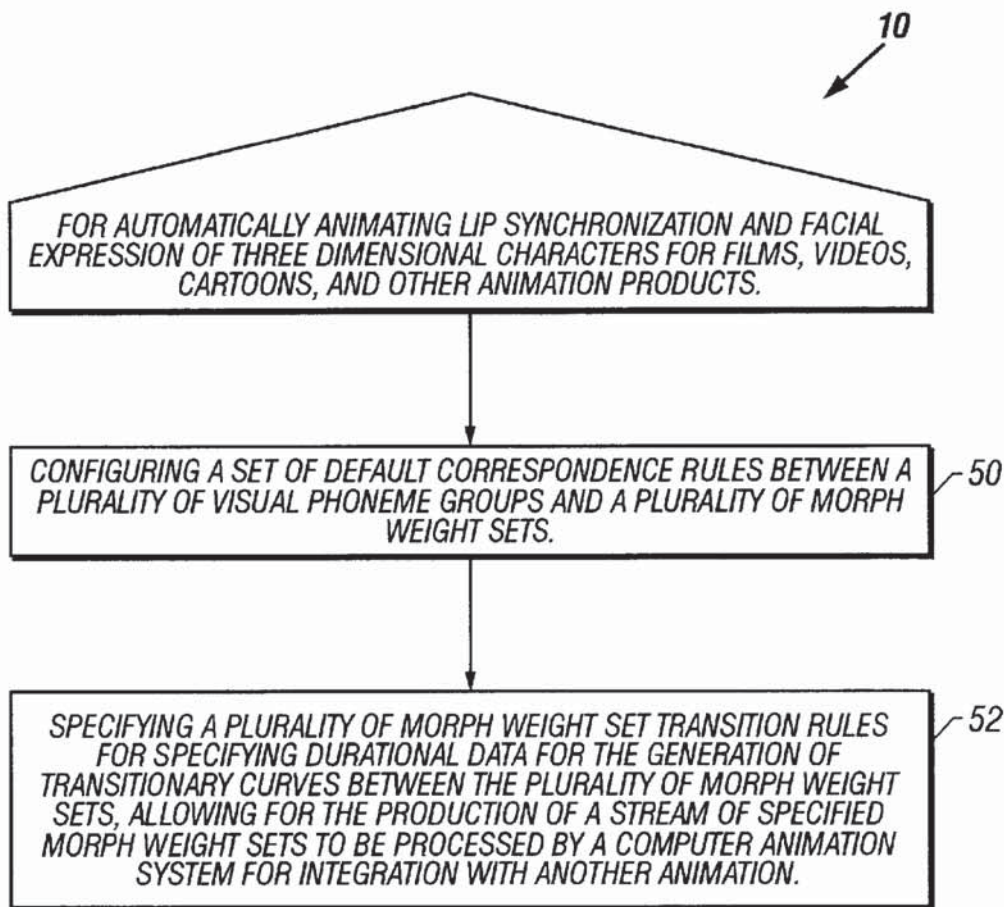 10
FOR AUTOMATICALLY ANIMATING LIP SYNCHRONIZATION AND FACIAL
EXPRESSION OF THREE DIMENSIONAL CHARACTERS FOR FILMS, VIDEOS,
CARTOONS, AND OTHER ANIMATION PRODUCTS.
CONFIGURING A SET OF DEFAULT CORRESPONDENCE RULES BETWEEN A
PLURALITY OF VISUAL PHONEME GROUPS AND A PLURALITY OF MORPH
WEIGHT SETS.
50
SPECIFYING A PLURALITY OF MORPH WEIGHT SET TRANSITION RULES
FOR SPECIFYING DURATIONAL DATA FOR THE GENERATION OF
TRANSITIONARY CURVES BETWEEN THE PLURALITY OF MORPH WEIGHT
SETS, ALLOWING FOR THE PRODUCTION OF A STREAM OF SPECIFIED
MORPH WEIGHT SETS TO BE PROCESSED BY A COMPUTER ANIMATION
SYSTEM FOR INTEGRATION WITH ANOTHER ANIMATION.
52